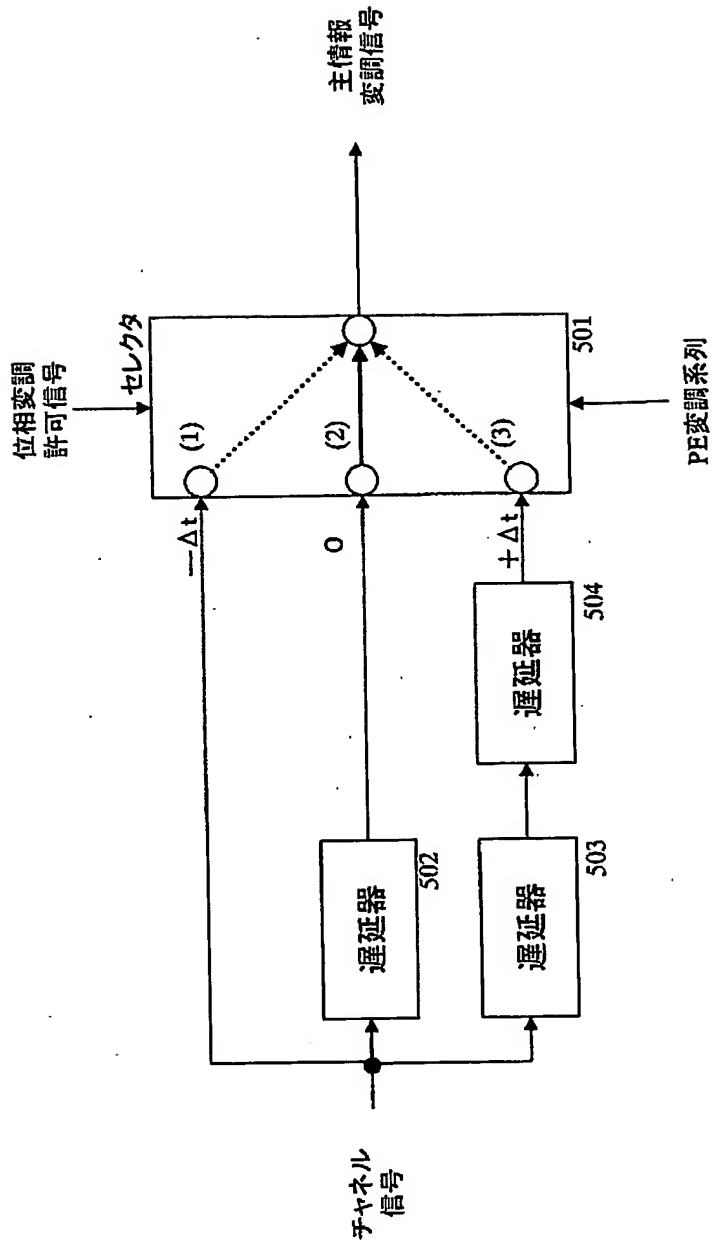 位相変調
許可信号
セレクタ
主情報
変調信号
チャネル
信号
−Δt
(1)
0
(2)
+Δt
(3)
遅延器
502
遅延器
503
遅延器
504
501
PE変調系列